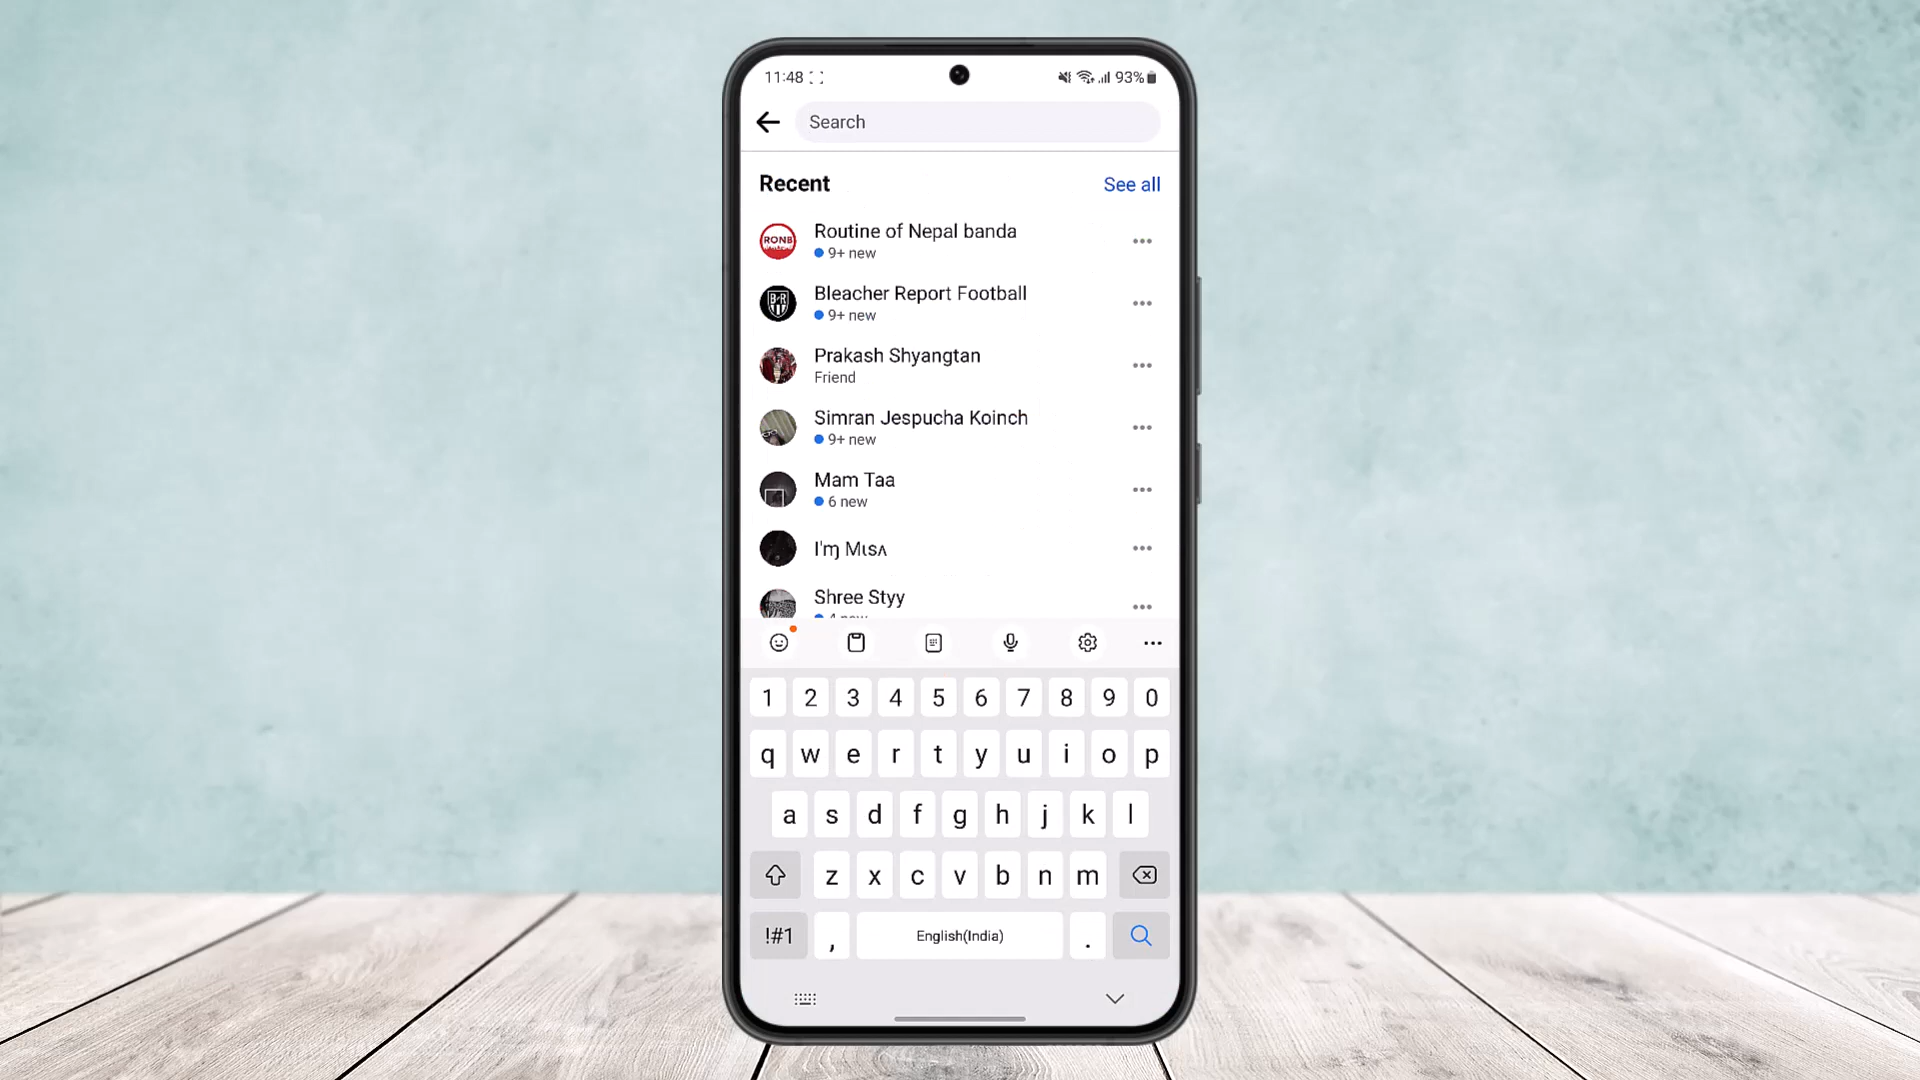 11:48 93%
Search
Recent See all
RONB
Routine of Nepal banda
9+ new
B R
Bleacher Report Football
9+ new
Prakash Shyangtan
Friend
Simran Jespucha Koinch
9+ new
Mam Taa
6 new
I'ɱ Mιsʌ
Shree Styy
1 2 3 4 5 6 7 8 9 0
q w e r t y u i o p
a s d f g h j k l
z x c v b n m
!#1 , English(India) .